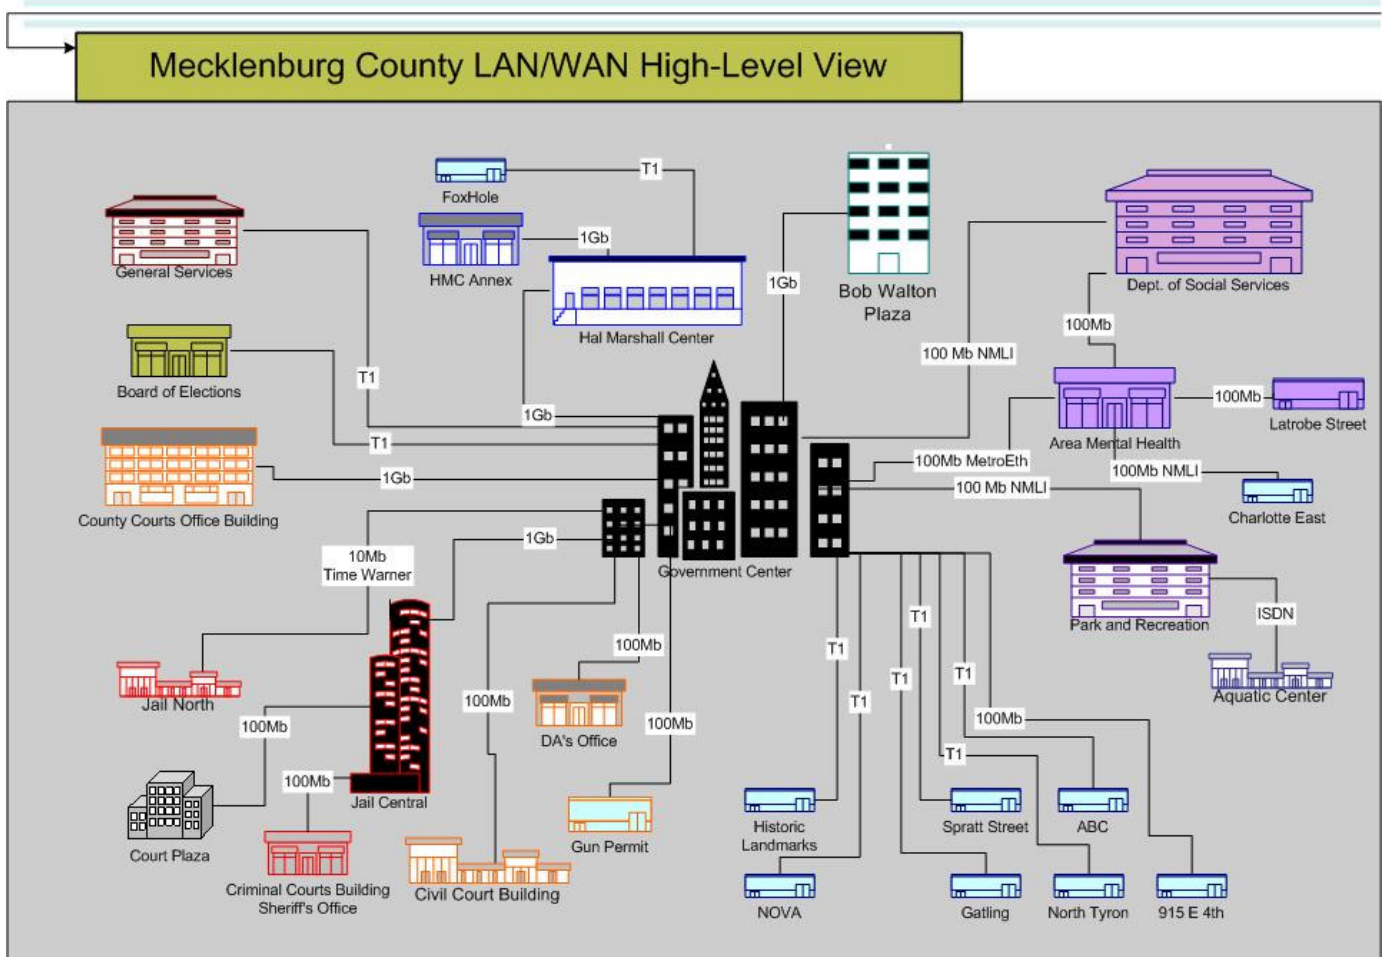 Mecklenburg County LAN/WAN High-Level View
FoxHole
T1
General Services
1Gb
HMC Annex
Hal Marshall Center
1Gb
Bob Walton
Plaza
Dept. of Social Services
100Mb
100 Mb NMLI
Board of Elections
T1
1Gb
T1
100Mb
Latrobe Street
Area Mental Health
100Mb MetroEth
100Mb NMLI
1Gb
100 Mb NMLI
County Courts Office Building
Charlotte East
1Gb
10Mb
Time Warner
Government Center
Park and Recreation
ISDN
T1
T1
100Mb
T1
T1
T1
Jail North
Aquatic Center
100Mb
100Mb
100Mb
100Mb
DA's Office
T1
100Mb
Jail Central
Court Plaza
Gun Permit
Historic
Landmarks
Spratt Street
ABC
Criminal Courts Building
Sheriff's Office
Civil Court Building
NOVA
Gatling
North Tyron
915 E 4th